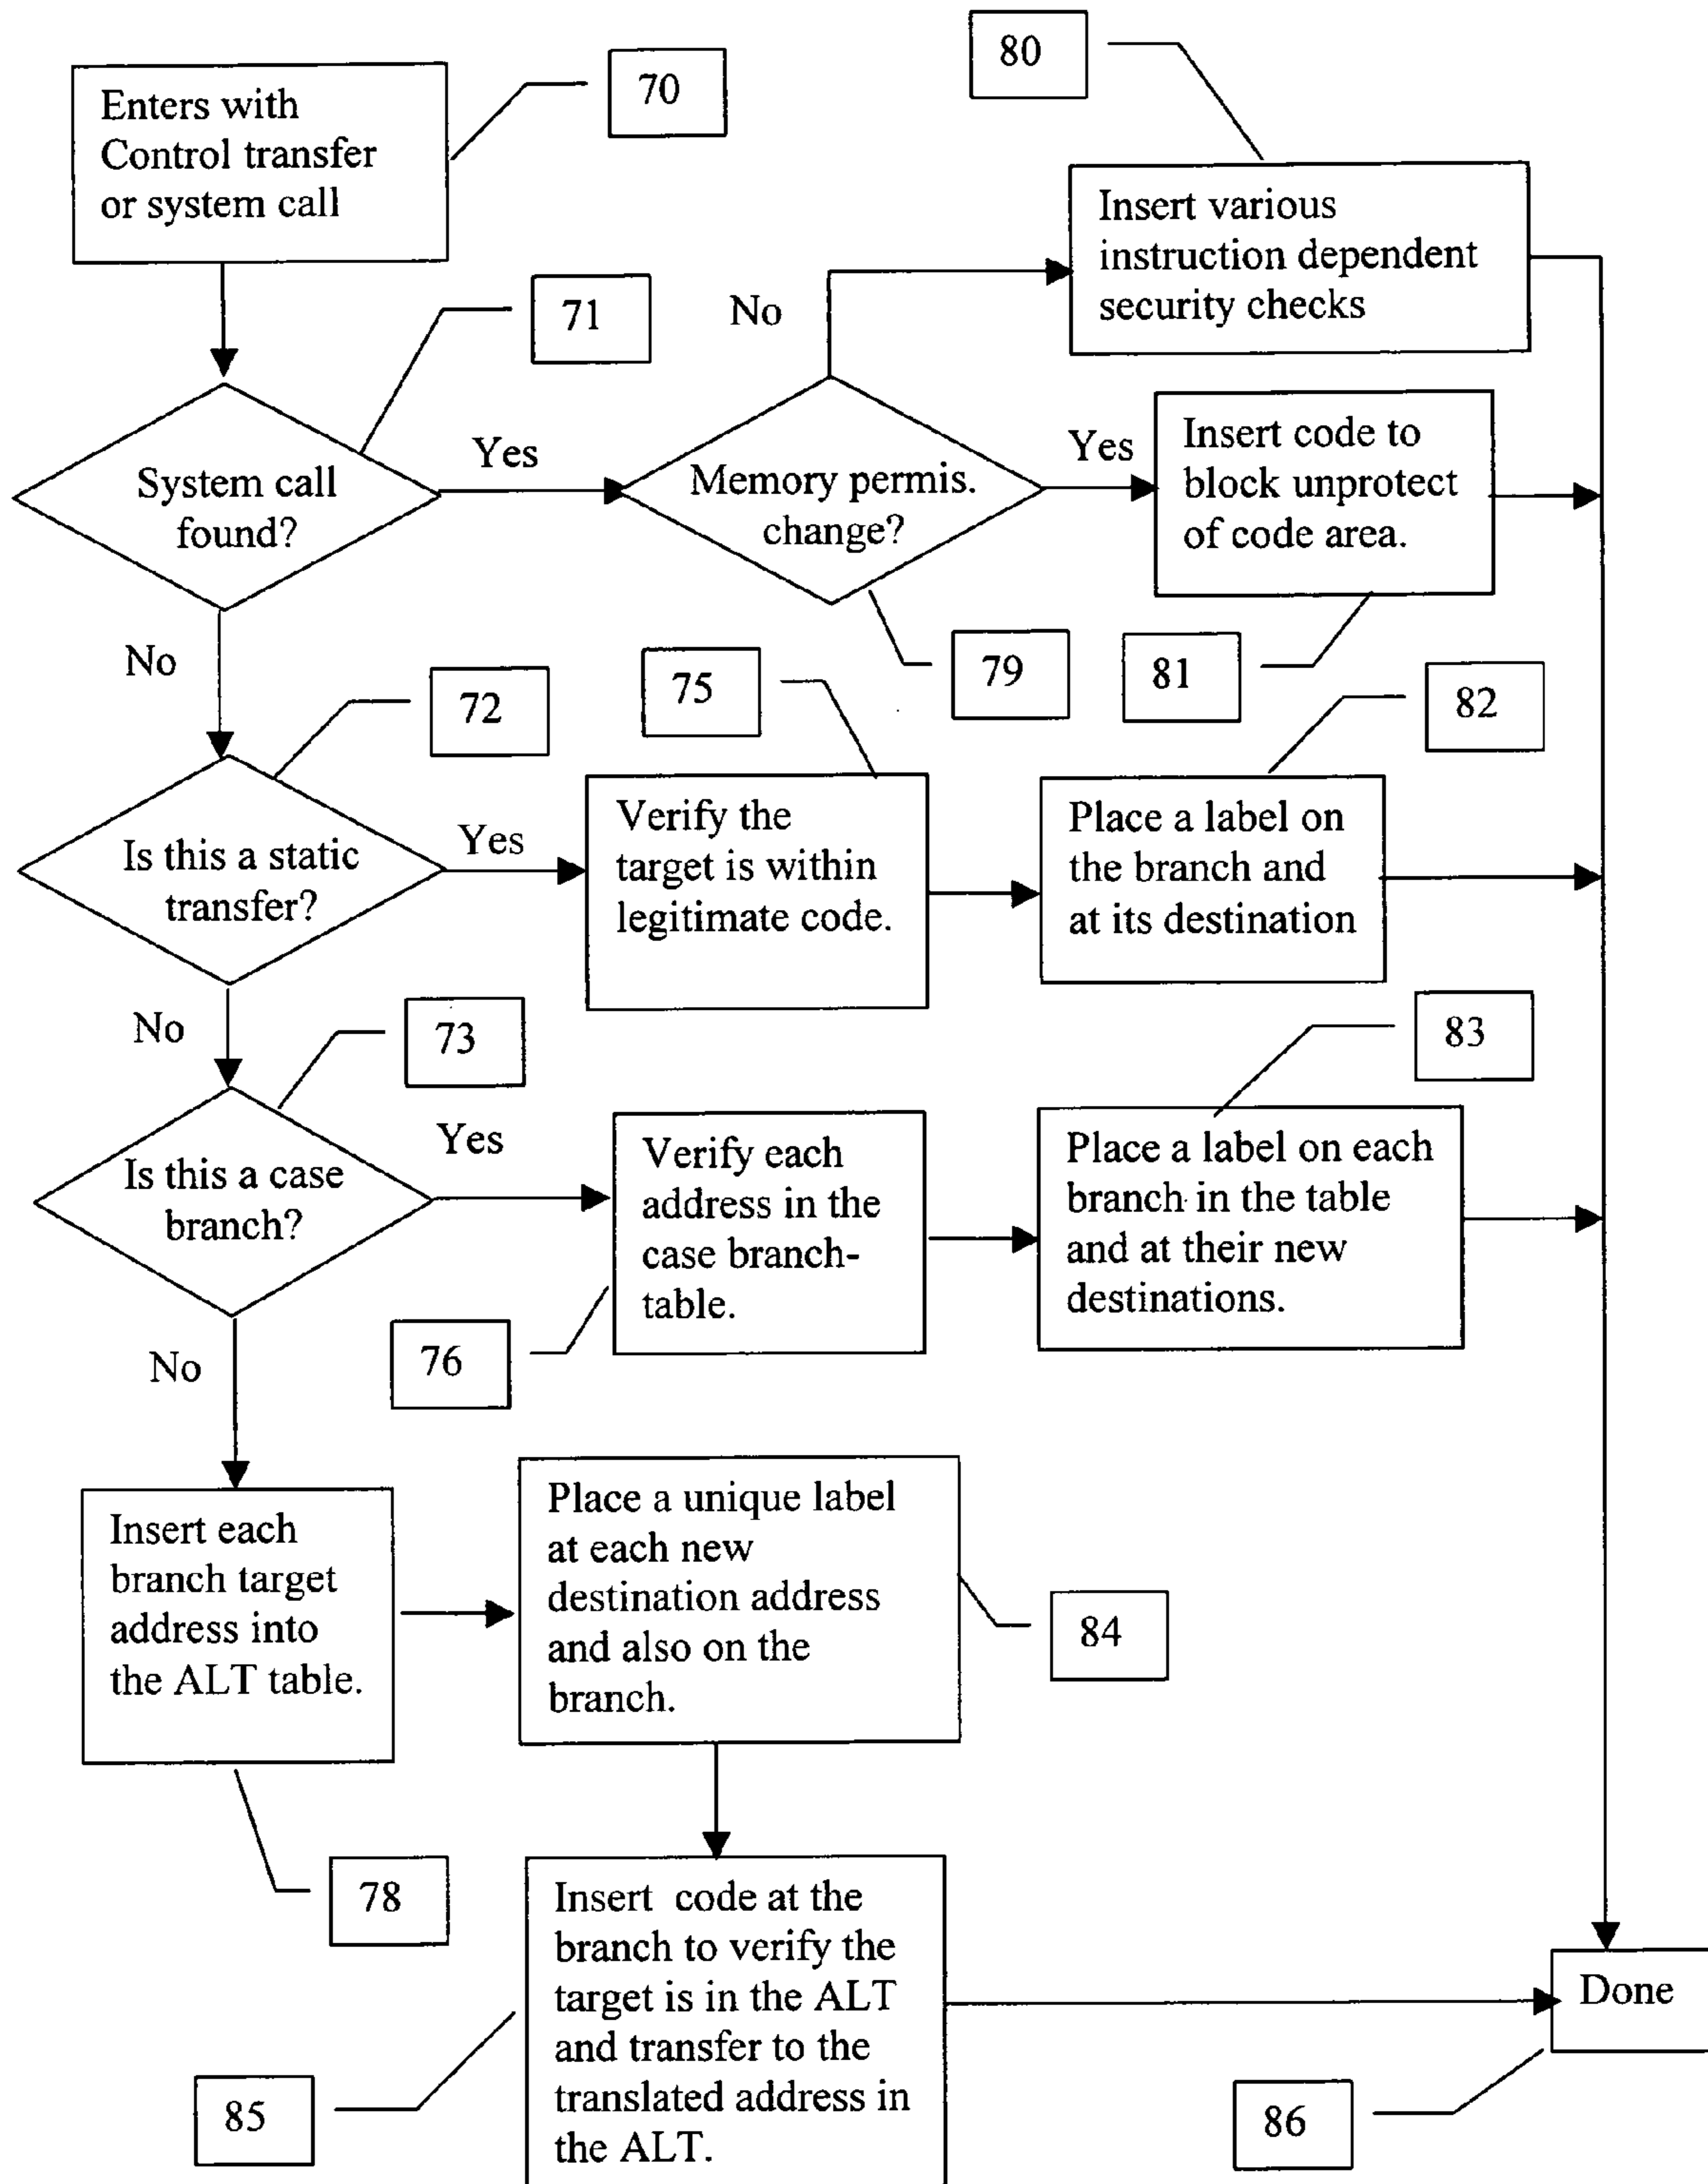 80
70
Enters with
Control transfer
or system call
Insert various
instruction dependent
security checks
71
No
System call
found?
Yes
Memory permis.
change?
Yes
Insert code to
block unprotect
of code area.
No
79
81
72
75
82
Is this a static
transfer?
Yes
Verify the
target is within
legitimate code.
Place a label on
the branch and
at its destination
No
73
83
Is this a case
branch?
Yes
Verify each
address in the
case branch-
table.
Place a label on each
branch in the table
and at their new
destinations.
76
No
Insert each
branch target
address into
the ALT table.
Place a unique label
at each new
destination address
and also on the
branch.
84
78
Insert code at the
branch to verify the
target is in the ALT
and transfer to the
translated address in
the ALT.
Done
85
86